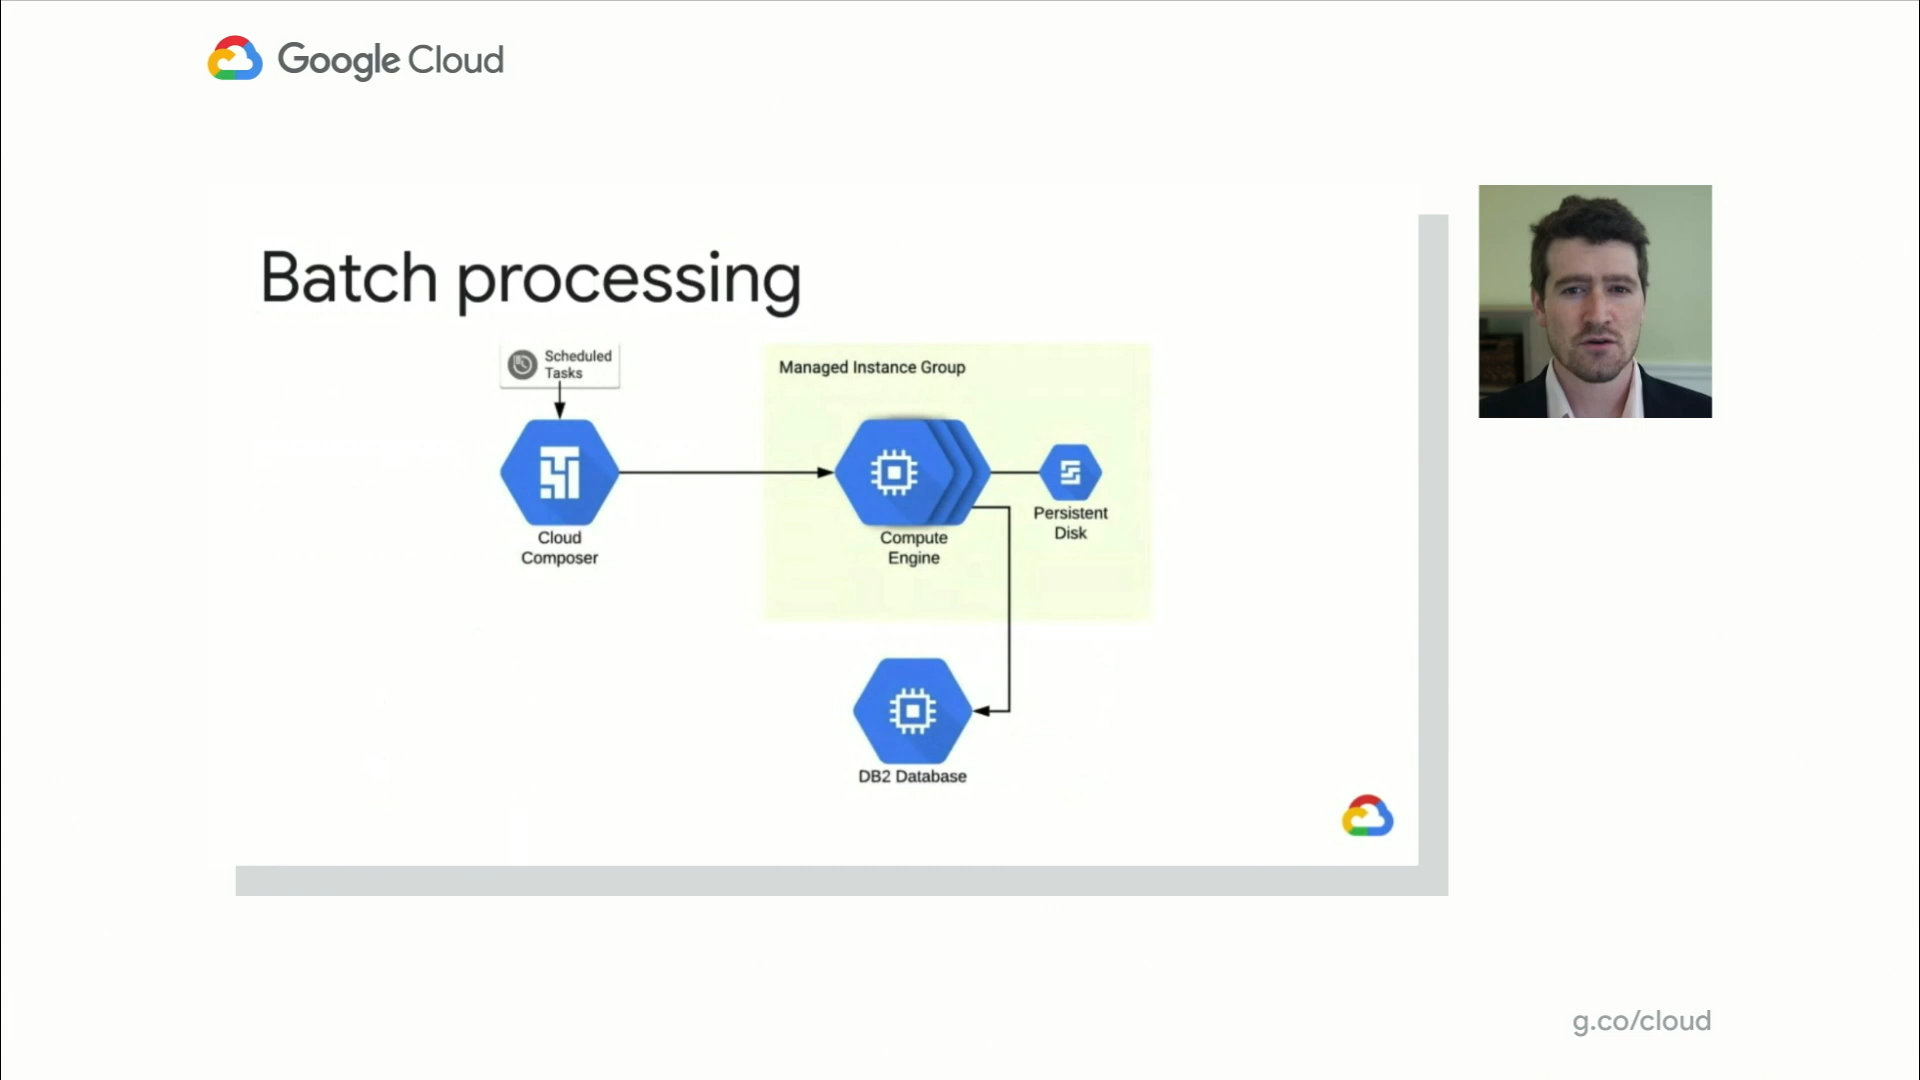 Google Cloud
Batch processing
Scheduled
Tasks
Managed Instance Group
Cloud
Composer
Compute
Engine
Persistent
Disk
DB2 Database
g.co/cloud